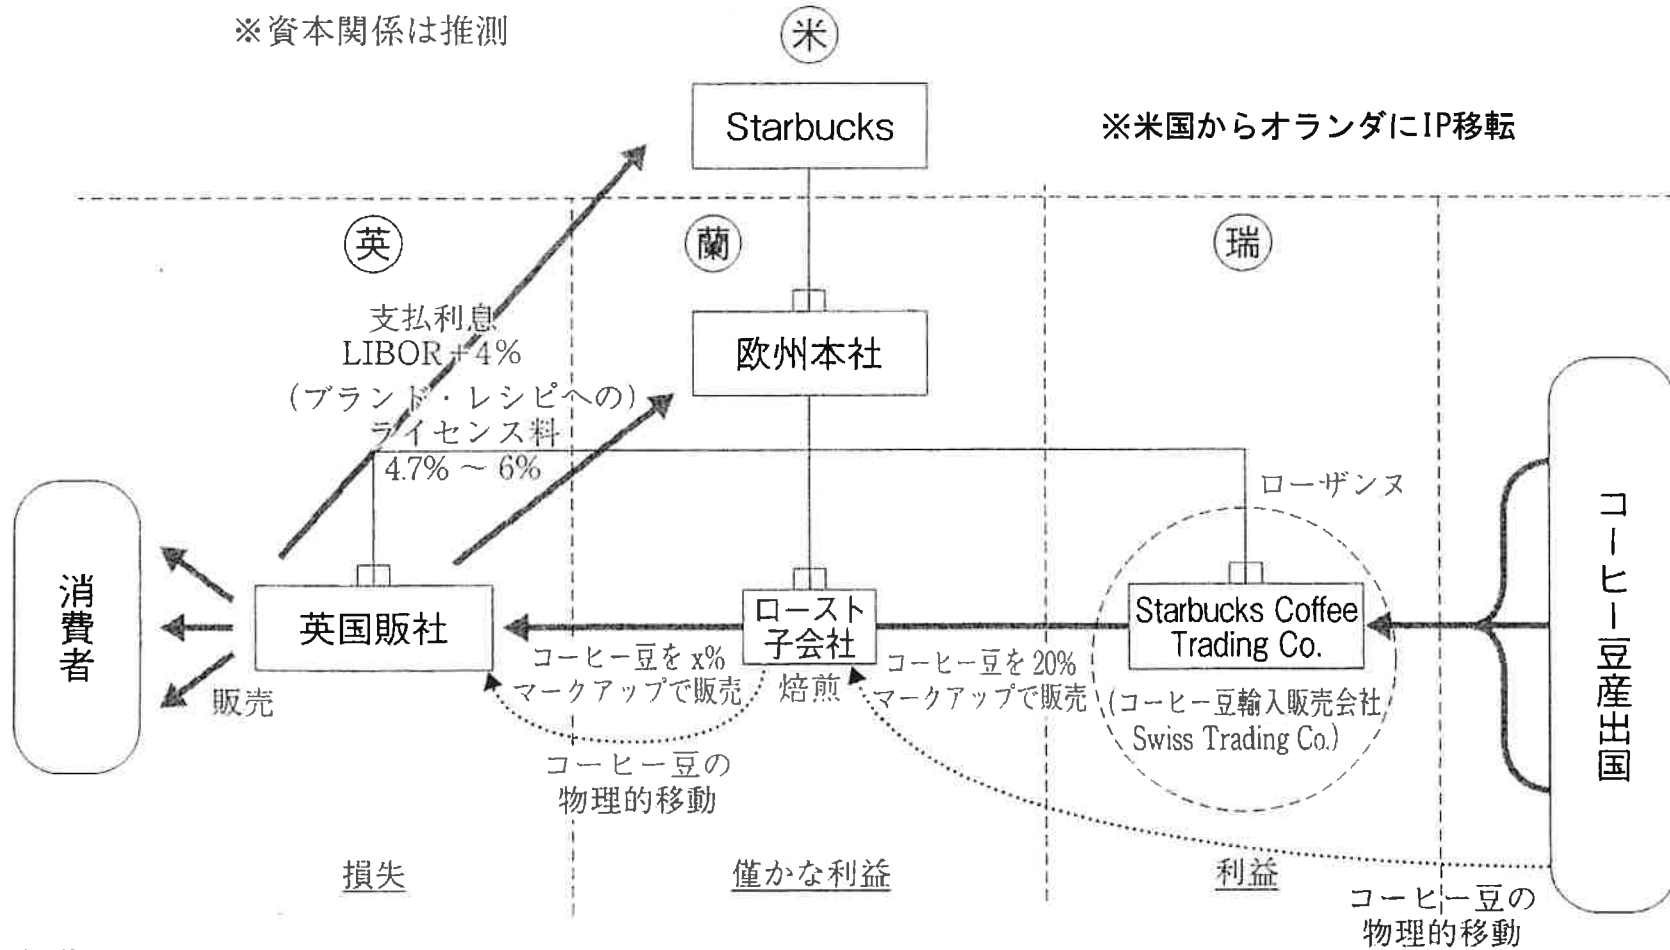 ※資本関係は推測
米
Starbucks
※米国からオランダにIP移転
英
蘭
瑞
支払利息
LIBOR+4%
(ブランド・レシピへの)
ライセンス料
4.7% ～ 6%
欧州本社
ローザンヌ
消費者
英国販社
ロースト
子会社
Starbucks Coffee
Trading Co.
コーヒー豆産出国
販売
コーヒー豆を x%
マークアップで販売
焙煎
コーヒー豆を 20%
マークアップで販売
(コーヒー豆輸入販売会社
Swiss Trading Co.)
コーヒー豆の
物理的移動
損失
僅かな利益
利益
コーヒー豆の
物理的移動